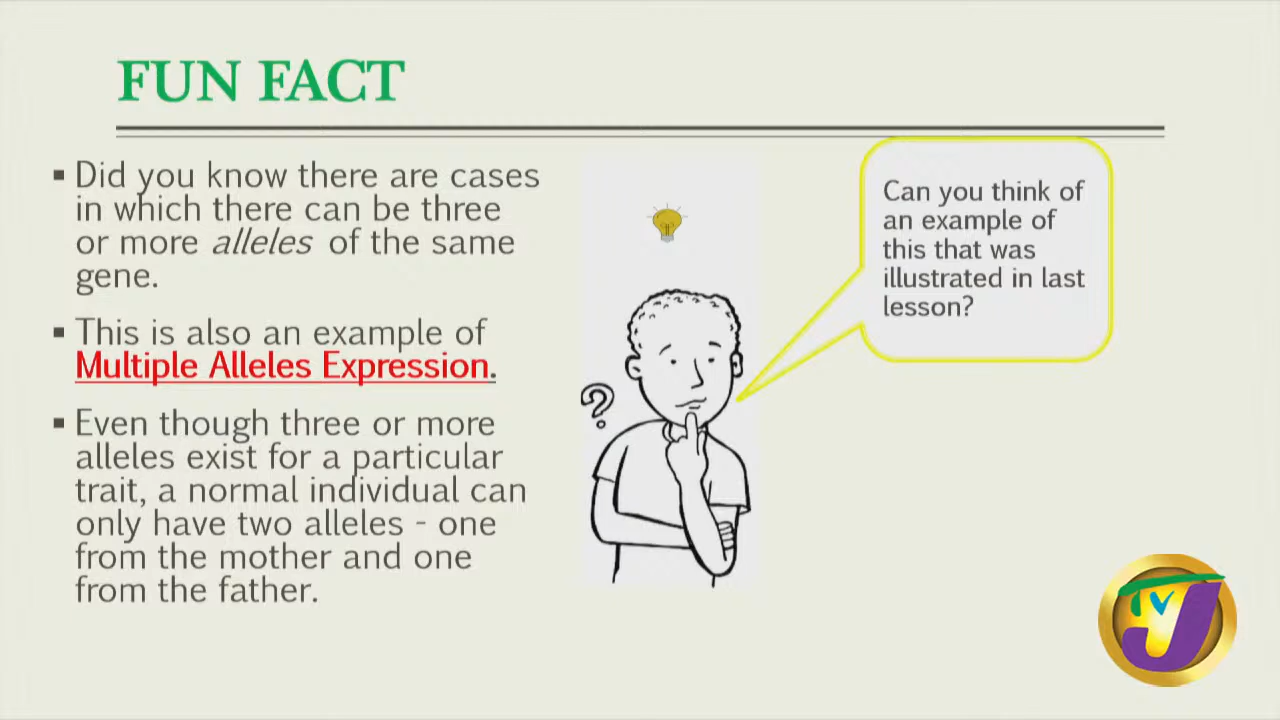 FUN FACT
▪ Did you know there are cases
in which there can be three
or more alleles of the same
gene.
▪ This is also an example of
Multiple Alleles Expression.
▪ Even though three or more
alleles exist for a particular
trait, a normal individual can
only have two alleles - one
from the mother and one
from the father.
Can you think of
an example of
this that was
illustrated in last
lesson?
?
TVJ